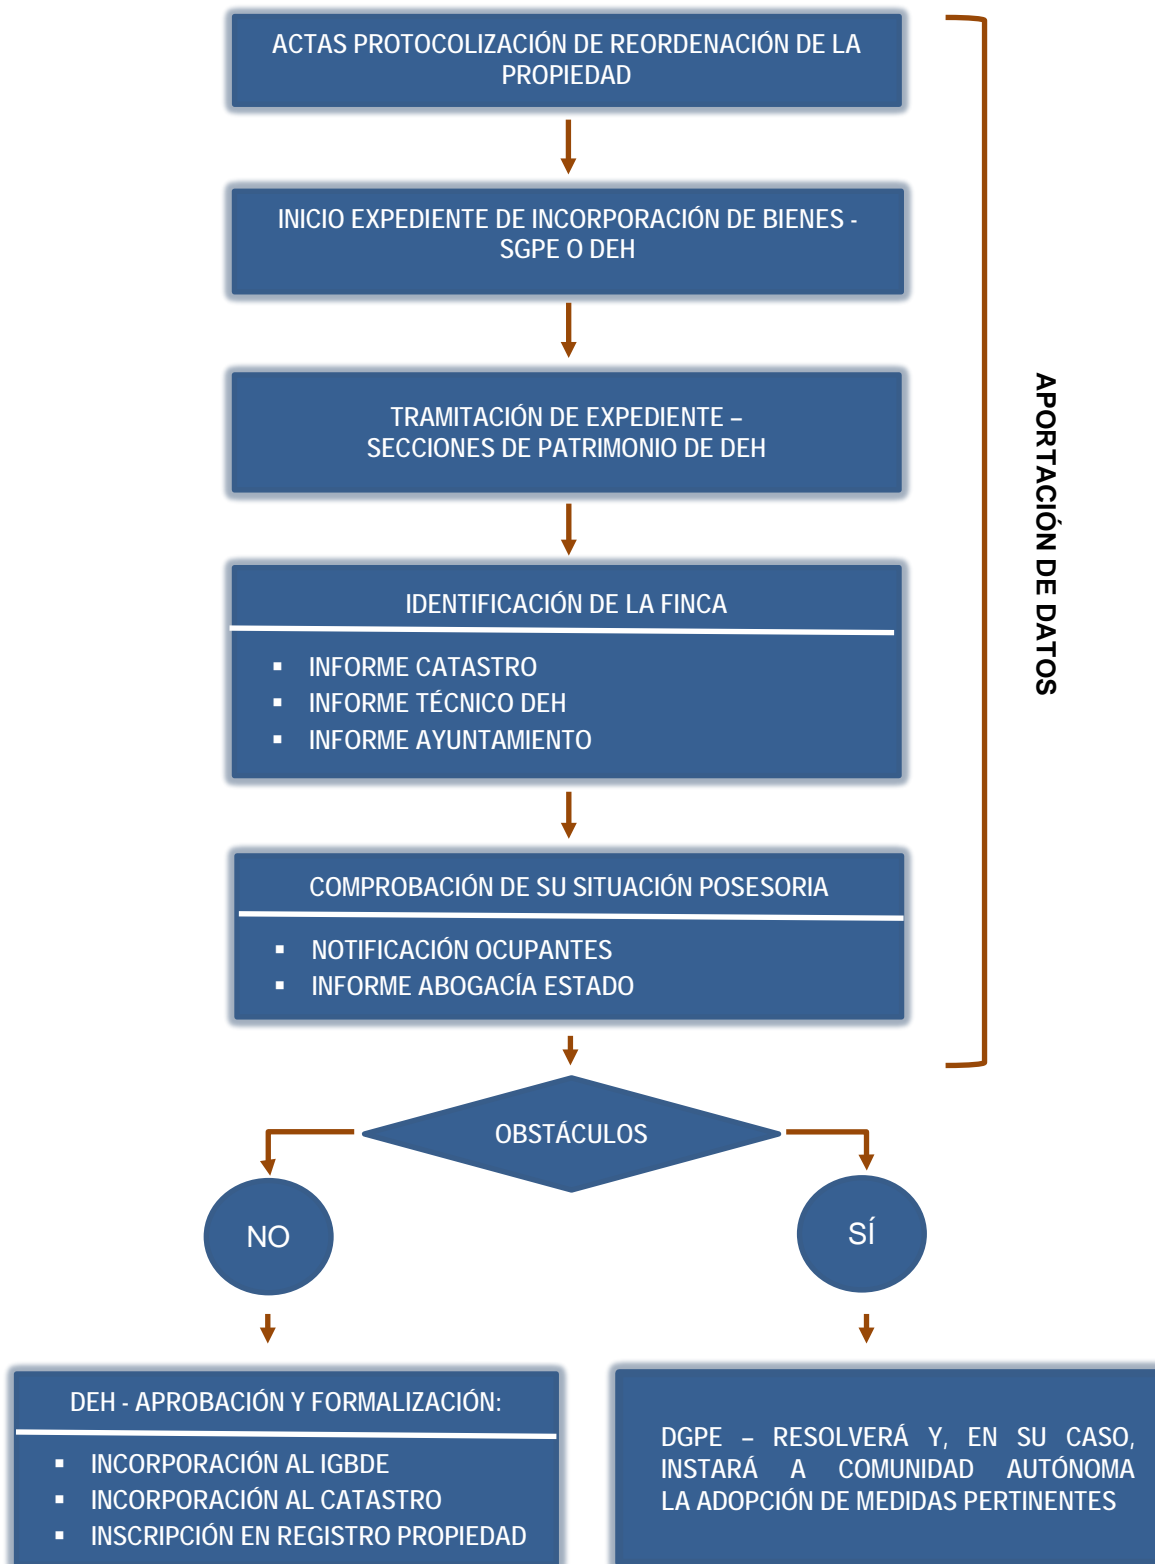 ACTAS PROTOCOLIZACIÓN DE REORDENACIÓN DE LA
PROPIEDAD
INICIO EXPEDIENTE DE INCORPORACIÓN DE BIENES -
SGPE O DEH
TRAMITACIÓN DE EXPEDIENTE –
SECCIONES DE PATRIMONIO DE DEH
IDENTIFICACIÓN DE LA FINCA
▪ INFORME CATASTRO
▪ INFORME TÉCNICO DEH
▪ INFORME AYUNTAMIENTO
COMPROBACIÓN DE SU SITUACIÓN POSESORIA
▪ NOTIFICACIÓN OCUPANTES
▪ INFORME ABOGACÍA ESTADO
APORTACIÓN DE DATOS
OBSTÁCULOS
NO
SÍ
DEH - APROBACIÓN Y FORMALIZACIÓN:
▪ INCORPORACIÓN AL IGBDE
▪ INCORPORACIÓN AL CATASTRO
▪ INSCRIPCIÓN EN REGISTRO PROPIEDAD
DGPE – RESOLVERÁ Y, EN SU CASO,
INSTARÁ A COMUNIDAD AUTÓNOMA
LA ADOPCIÓN DE MEDIDAS PERTINENTES